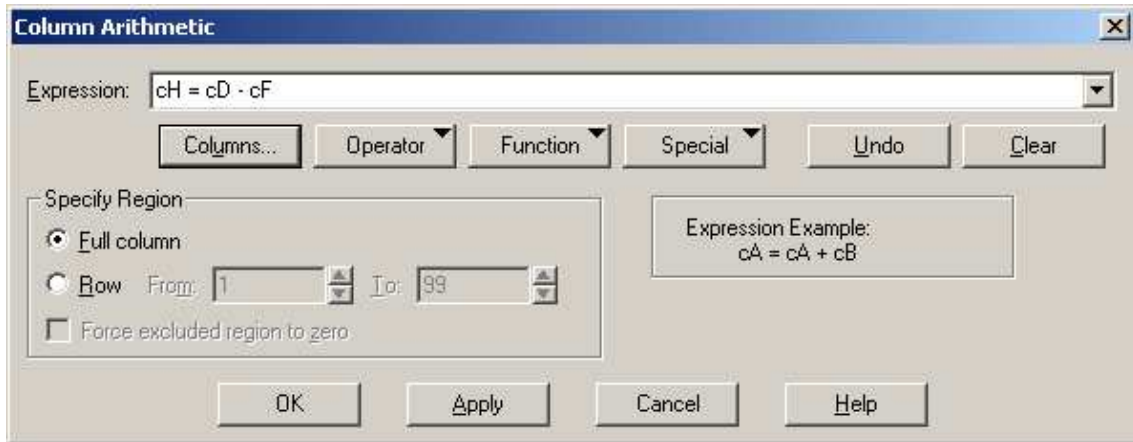 Column Arithmetic
Expression: cH = cD - cF
Columns... Operator Function Special Undo Clear
Specify Region
Full column
Row From: 1 To: 99
Force excluded region to zero
Expression Example:
cA = cA + cB
OK Apply Cancel Help